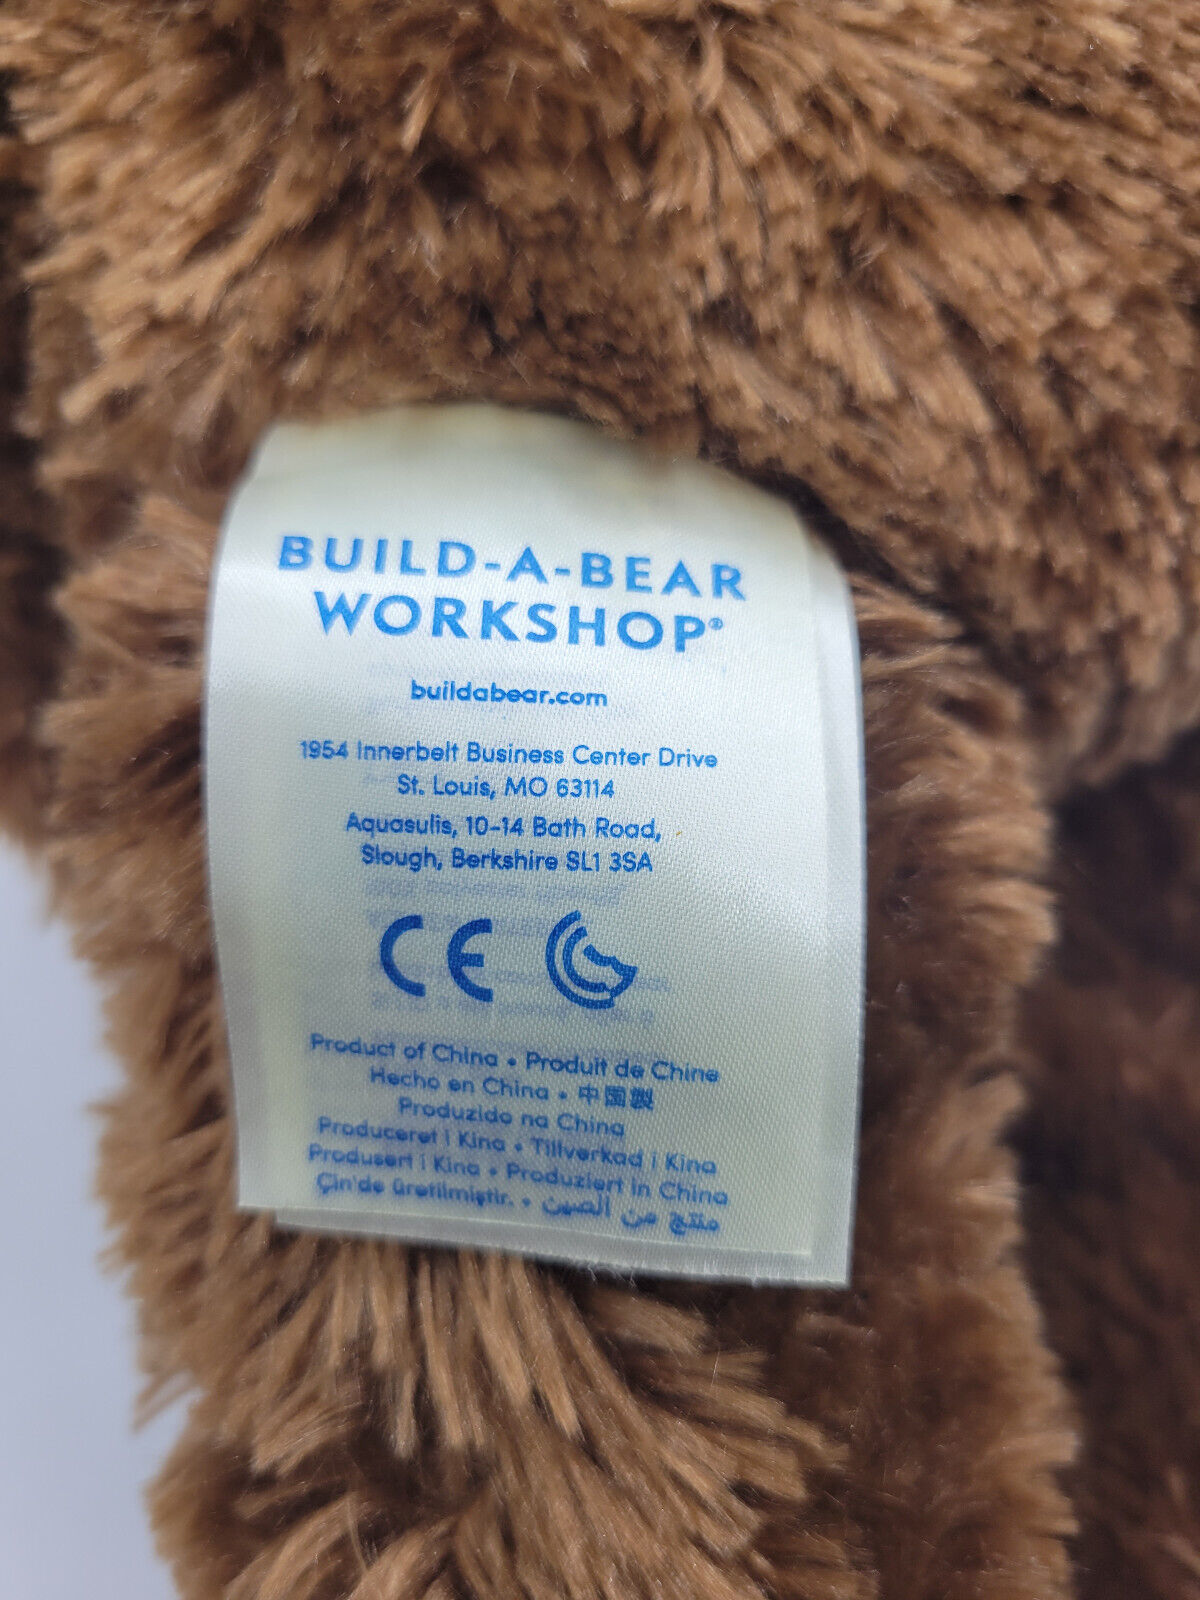 BUILD-A-BEAR
WORKSHOP®
buildabear.com
1954 Innerbelt Business Center Drive
St. Louis, MO 63114
Aquasulis, 10-14 Bath Road,
Slough, Berkshire SL1 3SA
CE
Product of China • Produit de Chine
Hecho en China • 中国製
Produzido na China
Produceret i Kina • Tillverkad i Kina
Produsert i Kina • Produziert in China
Çin'de üretilmiştir. • منتج من الصين